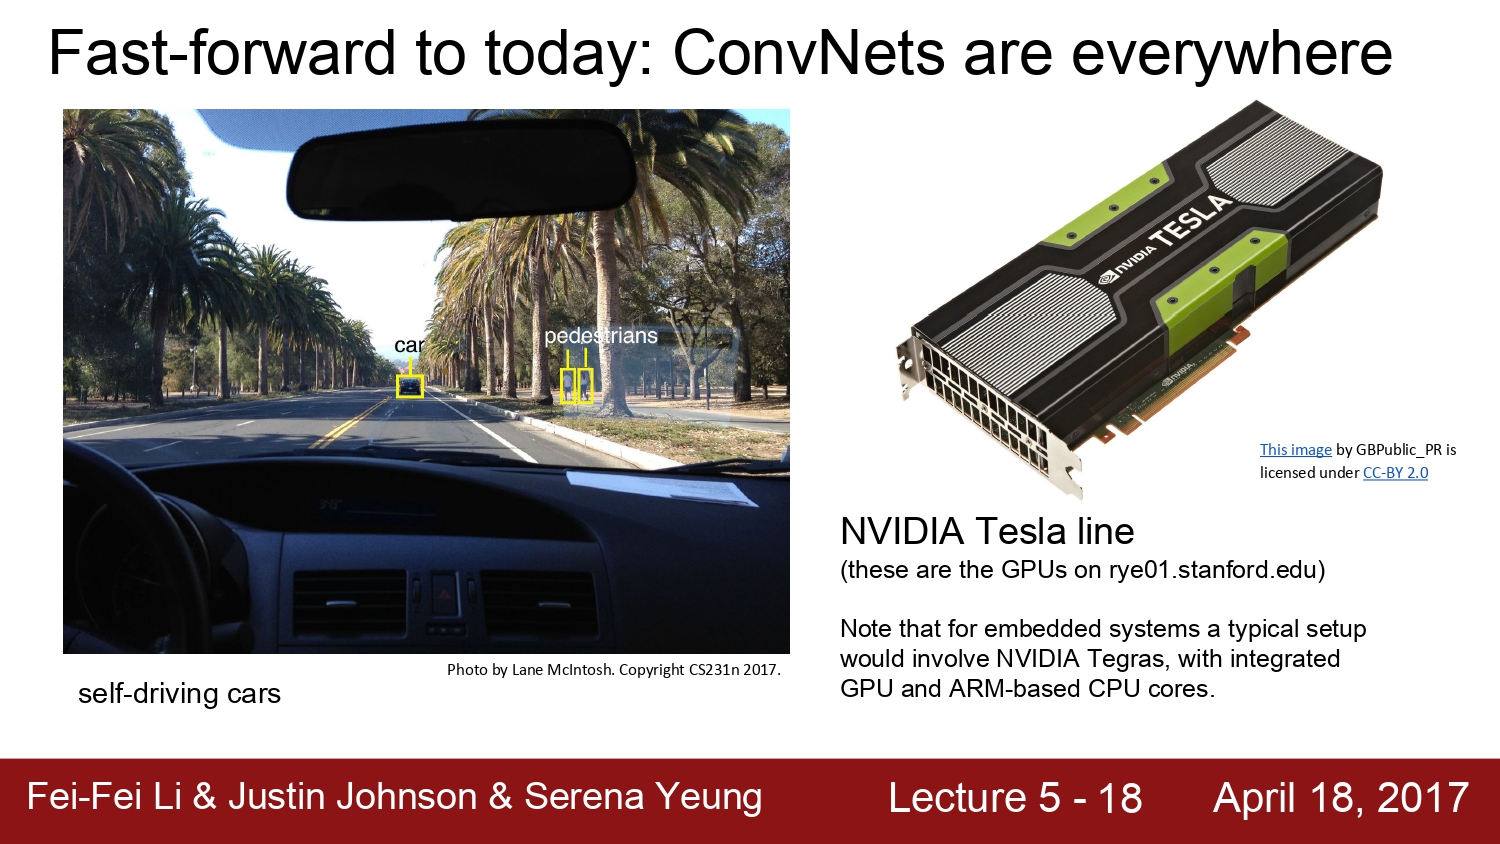 Fast-forward to today: ConvNets are everywhere
car
pedestrians
NVIDIA TESLA
NVIDIA
This image by GBPublic_PR is
licensed under CC-BY 2.0
Photo by Lane McIntosh. Copyright CS231n 2017.
self-driving cars
NVIDIA Tesla line
(these are the GPUs on rye01.stanford.edu)
Note that for embedded systems a typical setup
would involve NVIDIA Tegras, with integrated
GPU and ARM-based CPU cores.
Fei-Fei Li & Justin Johnson & Serena Yeung
Lecture 5 - 18
April 18, 2017